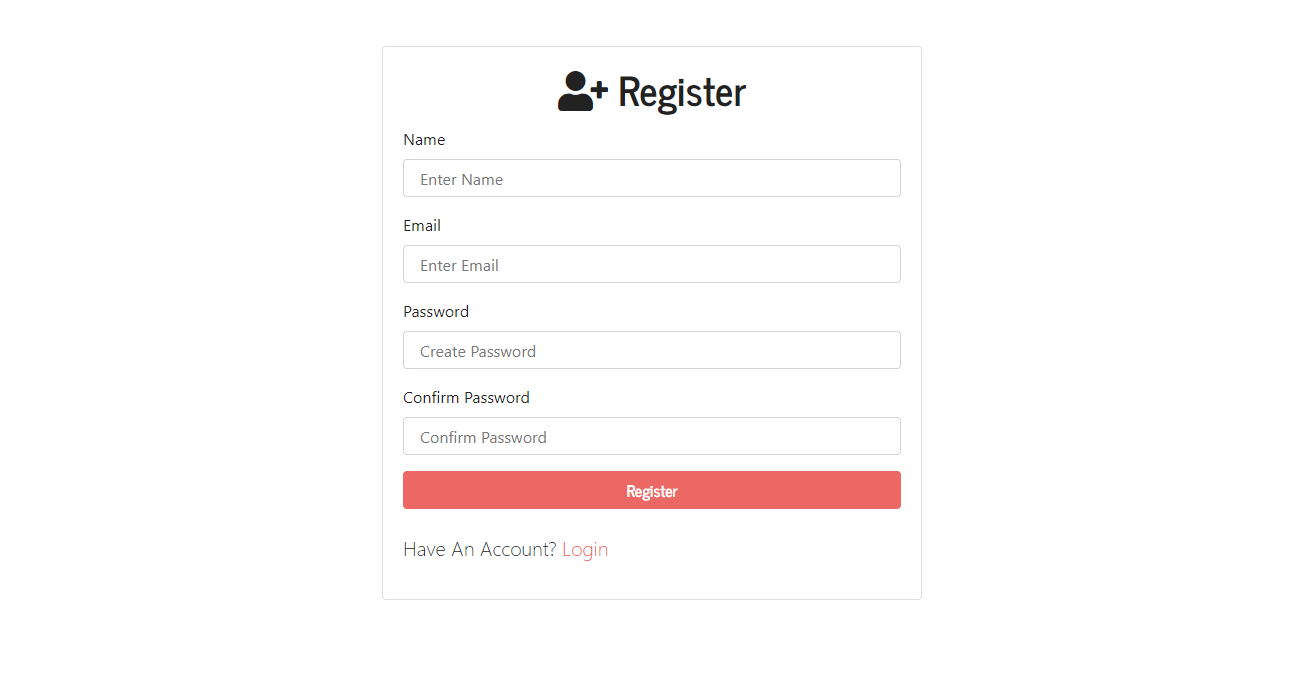 Register
Name
Enter Name
Email
Enter Email
Password
Create Password
Confirm Password
Confirm Password
Register
Have An Account? Login